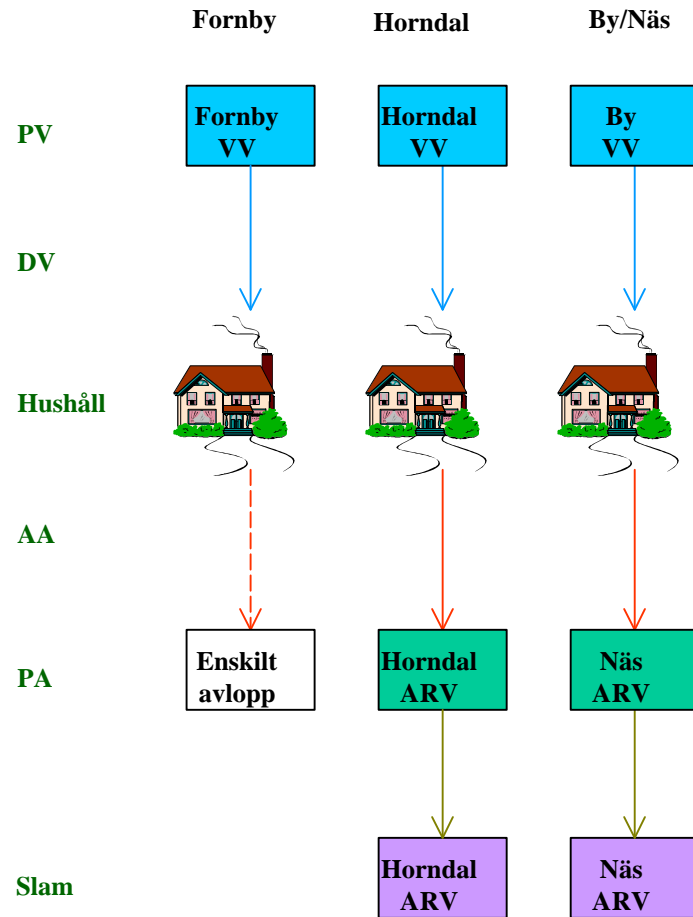 Fornby
Horndal
By/Näs
PV
Fornby
VV
Horndal
VV
By
VV
DV
Hushåll
AA
PA
Enskilt
avlopp
Horndal
ARV
Näs
ARV
Slam
Horndal
ARV
Näs
ARV